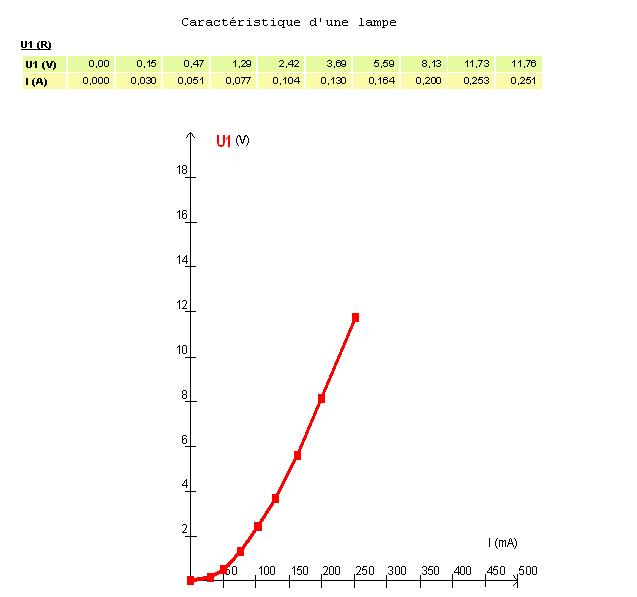 Caractéristique d'une lampe
U1 (R)
U1 (V) 0,00 0,15 0,47 1,29 2,42 3,69 5,59 8,13 11,73 11,76
I (A) 0,000 0,030 0,051 0,077 0,104 0,130 0,164 0,200 0,253 0,251
U1 (V)
18
16
14
12
10
8
6
4
2
I (mA)
50 100 150 200 250 300 350 400 450 500